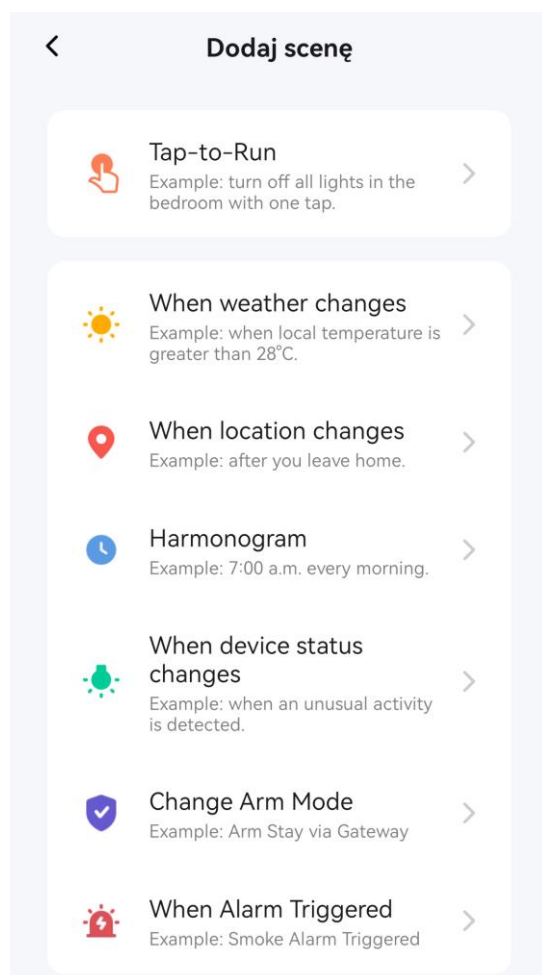 Dodaj scenę
Tap-to-Run
Example: turn off all lights in the
bedroom with one tap.
When weather changes
Example: when local temperature is
greater than 28°C.
When location changes
Example: after you leave home.
Harmonogram
Example: 7:00 a.m. every morning.
When device status
changes
Example: when an unusual activity
is detected.
Change Arm Mode
Example: Arm Stay via Gateway
When Alarm Triggered
Example: Smoke Alarm Triggered